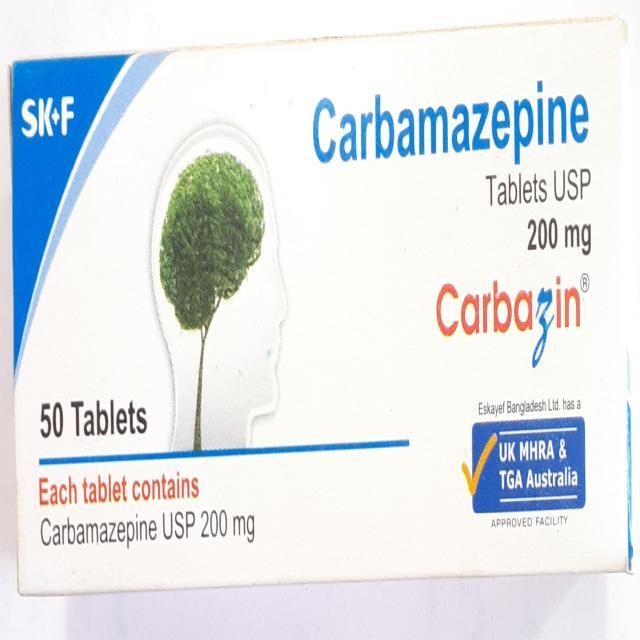 SK+F
Carbamazepine
Tablets USP
200 mg
Carbazin®
50 Tablets
Each tablet contains
Carbamazepine USP 200 mg
Eskayef Bangladesh Ltd. has a
UK MHRA &
TGA Australia
APPROVED FACILITY